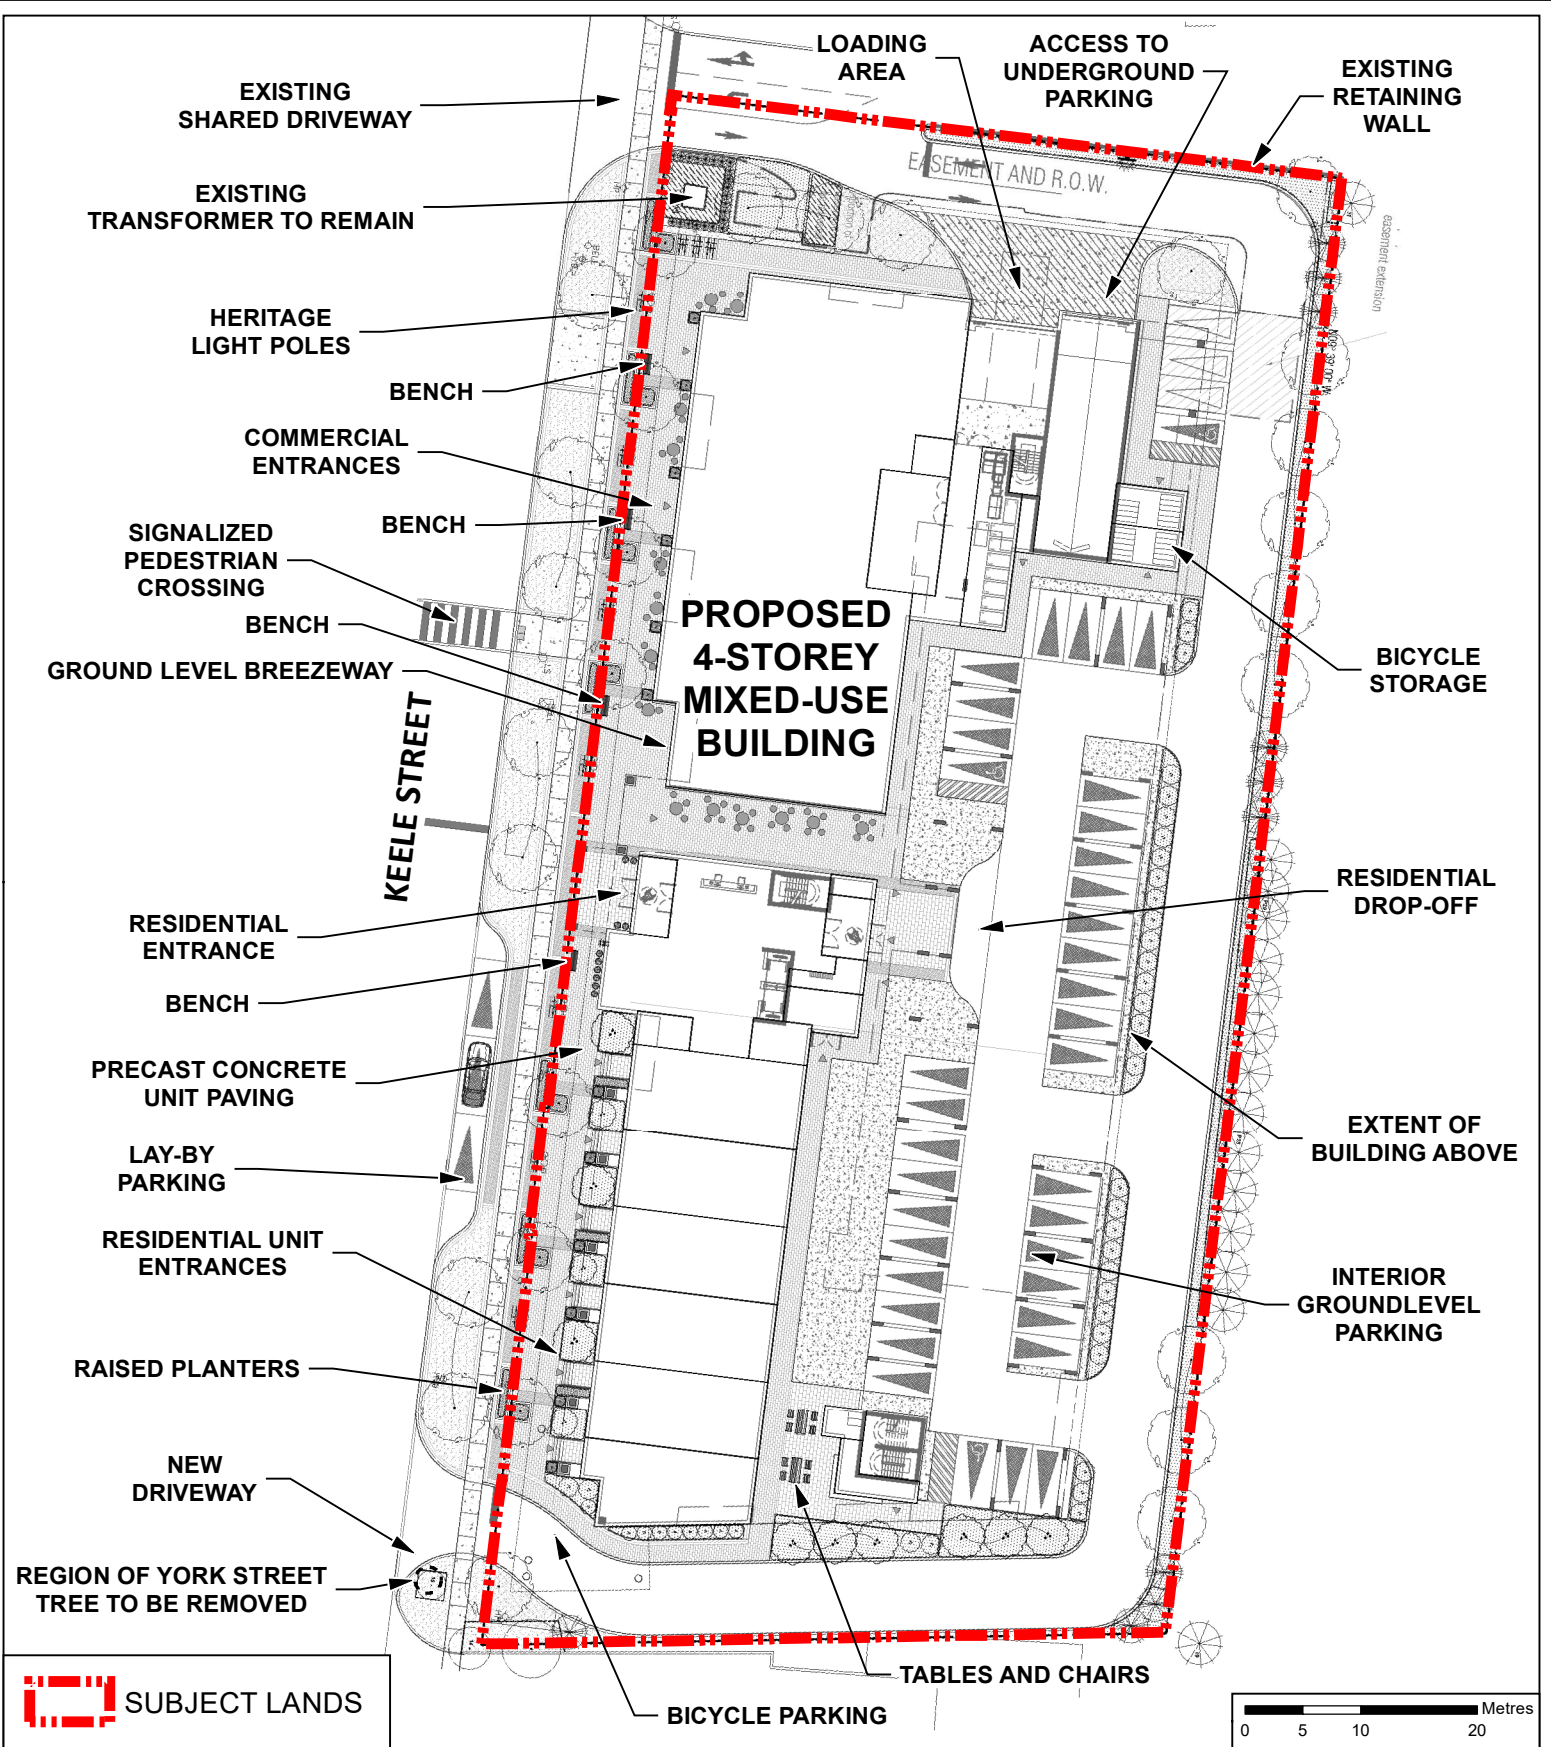 LOADING
AREA
ACCESS TO
UNDERGROUND
PARKING
EXISTING
RETAINING
WALL
EXISTING
SHARED DRIVEWAY
EASEMENT AND R.O.W.
EXISTING
TRANSFORMER TO REMAIN
easement extension
HERITAGE
LIGHT POLES
BENCH
COMMERCIAL
ENTRANCES
BENCH
SIGNALIZED
PEDESTRIAN
CROSSING
BENCH
GROUND LEVEL BREEZEWAY
PROPOSED
4-STOREY
MIXED-USE
BUILDING
BICYCLE
STORAGE
KEELE STREET
RESIDENTIAL
DROP-OFF
RESIDENTIAL
ENTRANCE
BENCH
PRECAST CONCRETE
UNIT PAVING
EXTENT OF
BUILDING ABOVE
LAY-BY
PARKING
RESIDENTIAL UNIT
ENTRANCES
INTERIOR
GROUNDLEVEL
PARKING
RAISED PLANTERS
NEW
DRIVEWAY
REGION OF YORK STREET
TREE TO BE REMOVED
TABLES AND CHAIRS
BICYCLE PARKING
SUBJECT LANDS
Metres
0 5 10 20